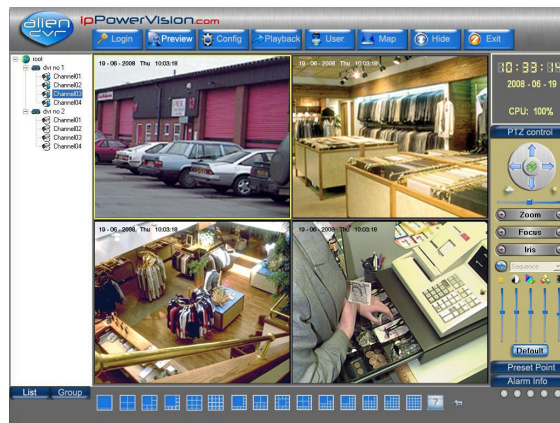 alien dvr
ipPowerVision.com
Login
Preview
Config
Playback
User
Map
Hide
Exit
root
dvr no 1
Channel01
Channel02
Channel03
Channel04
dvr no 2
Channel01
Channel02
Channel03
Channel04
19-06-2008 Thu 10:03:18
19-06-2008 Thu 10:03:18
19-06-2008 Thu 10:03:18
19-06-2008 Thu 10:03:18
10:33:14
2008-06-19
CPU: 100%
PTZ control
Zoom
Focus
Iris
Sequence
Default
Preset Point
Alarm Info
List
Group
?